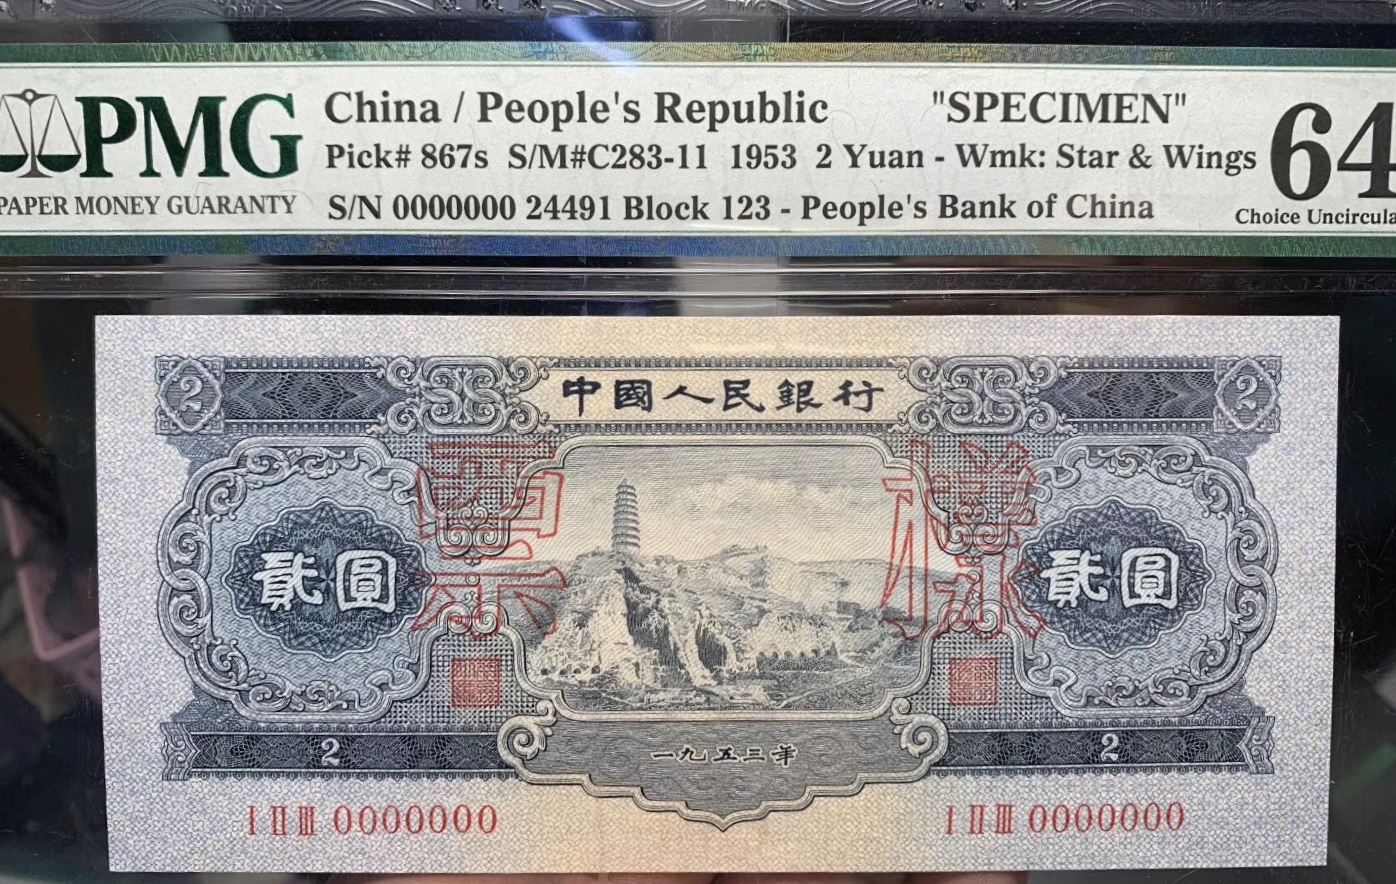 PMG
PAPER MONEY GUARANTY
China / People's Republic "SPECIMEN"
Pick# 867s S/M#C283-11 1953 2 Yuan - Wmk: Star & Wings
S/N 0000000 24491 Block 123 - People's Bank of China
64
Choice Uncircula
2 中國人民銀行 2
票 樣
貳圓 貳圓
2 一九五三年 2
I II III 0000000 I II III 0000000